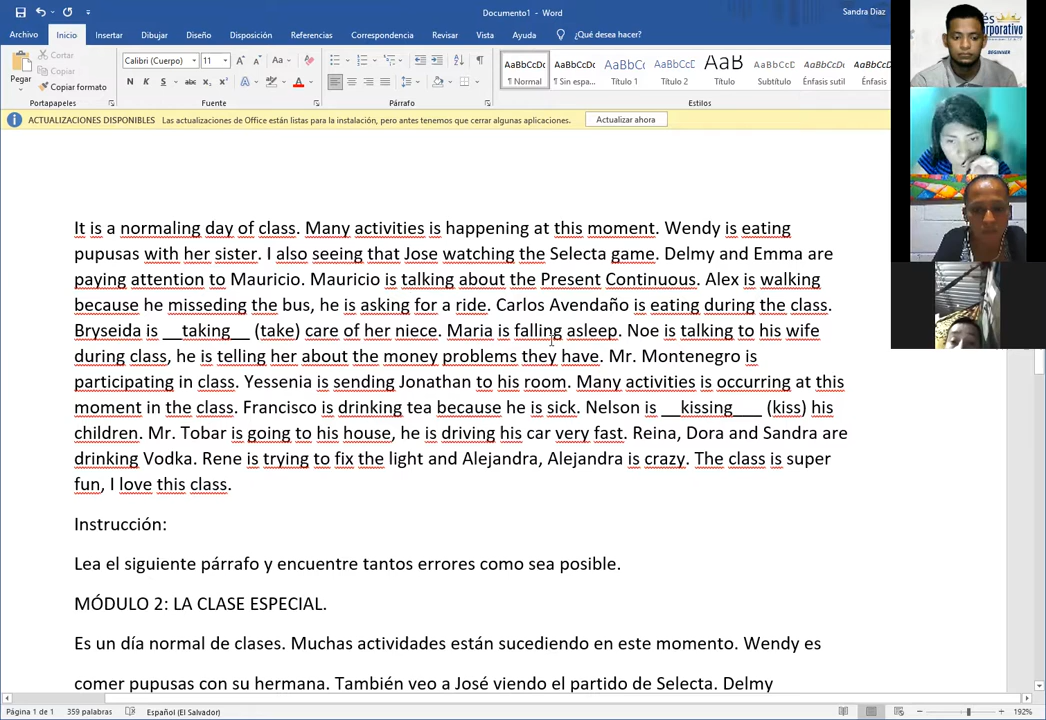 Documento1 - Word
Sandra Diaz
Archivo Inicio Insertar Dibujar Diseño Disposición Referencias Correspondencia Revisar Vista Ayuda ¿Qué desea hacer?
Pegar
Cortar
Copiar
Copiar formato
Calibri (Cuerpo) 11
AaBbCcDc AaBbCcDc AaBbCc AaBbCcD AaB AaBbCcD AaBbCcDc AaBbCcDc
¶ Normal ¶ Sin espa... Título 1 Título 2 Título Subtítulo Énfasis sutil Énfasis
Portapapeles Fuente Párrafo Estilos
ACTUALIZACIONES DISPONIBLES Las actualizaciones de Office están listas para la instalación, pero antes tenemos que cerrar algunas aplicaciones. Actualizar ahora
It is a normaling day of class. Many activities is happening at this moment. Wendy is eating
pupusas with her sister. I also seeing that Jose watching the Selecta game. Delmy and Emma are
paying attention to Mauricio. Mauricio is talking about the Present Continuous. Alex is walking
because he misseding the bus, he is asking for a ride. Carlos Avendaño is eating during the class.
Bryseida is __taking__ (take) care of her niece. Maria is falling asleep. Noe is talking to his wife
during class, he is telling her about the money problems they have. Mr. Montenegro is
participating in class. Yessenia is sending Jonathan to his room. Many activities is occurring at this
moment in the class. Francisco is drinking tea because he is sick. Nelson is __kissing___ (kiss) his
children. Mr. Tobar is going to his house, he is driving his car very fast. Reina, Dora and Sandra are
drinking Vodka. Rene is trying to fix the light and Alejandra, Alejandra is crazy. The class is super
fun, I love this class.
Instrucción:
Lea el siguiente párrafo y encuentre tantos errores como sea posible.
MÓDULO 2: LA CLASE ESPECIAL.
Es un día normal de clases. Muchas actividades están sucediendo en este momento. Wendy es
comer pupusas con su hermana. También veo a José viendo el partido de Selecta. Delmy
Página 1 de 1 359 palabras Español (El Salvador) 192%
BEGINNER